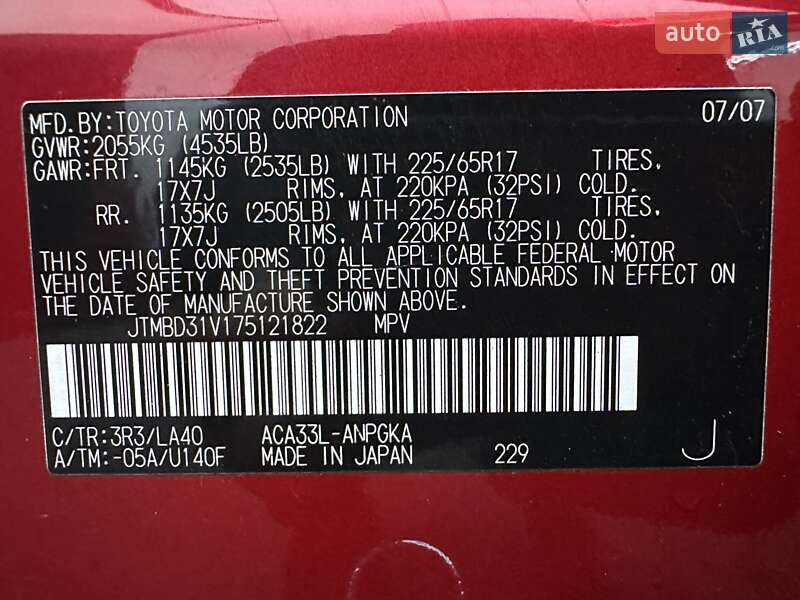 auto RIA
MFD.BY:TOYOTA MOTOR CORPORATION 07/07
GVWR:2055KG (4535LB)
GAWR:FRT. 1145KG (2535LB) WITH 225/65R17 TIRES,
17X7J RIMS, AT 220KPA (32PSI) COLD.
RR. 1135KG (2505LB) WITH 225/65R17 TIRES,
17X7J RIMS, AT 220KPA (32PSI) COLD.
THIS VEHICLE CONFORMS TO ALL APPLICABLE FEDERAL MOTOR
VEHICLE SAFETY AND THEFT PREVENTION STANDARDS IN EFFECT ON
THE DATE OF MANUFACTURE SHOWN ABOVE.
JTMBD31V175121822 MPV
C/TR:3R3/LA40 ACA33L-ANPGKA
A/TM:-05A/U140F MADE IN JAPAN 229 J